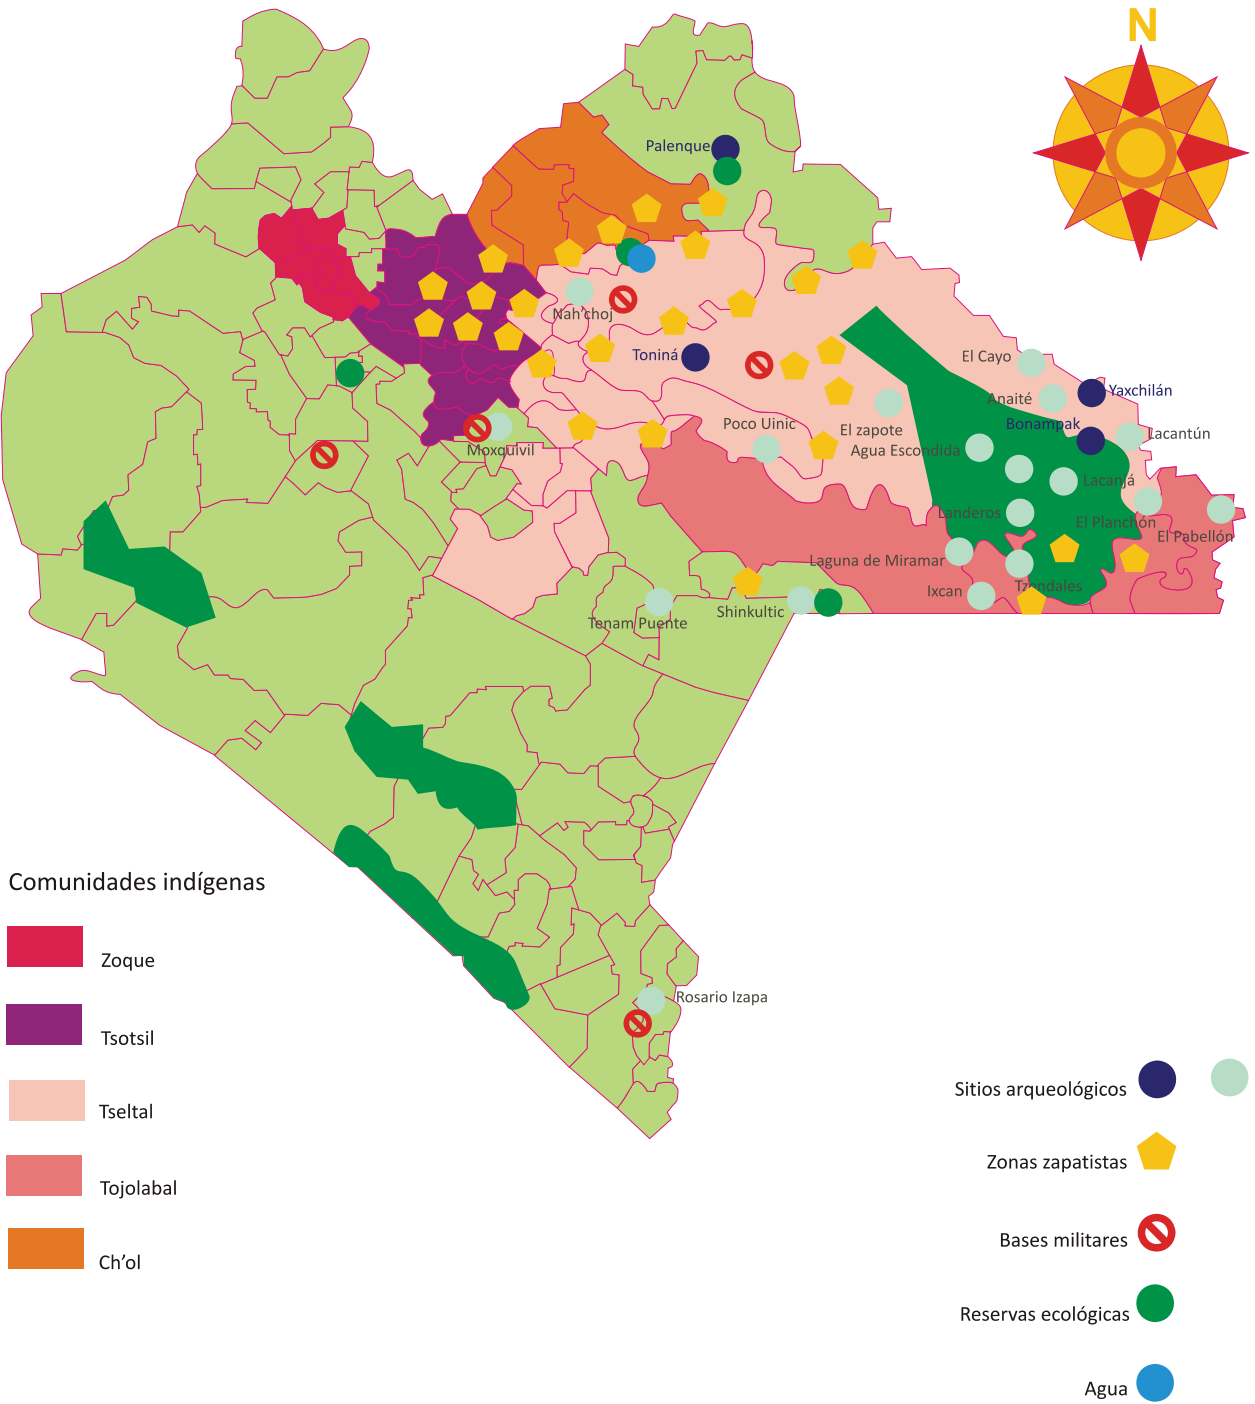 N
Palenque
Nah'choj
Toniná
El Cayo
Anaité
Yaxchilán
Bonampak
Lacantún
Poco Uinic
El zapote
Agua Escondida
Moxquivil
Lacanjá
Landeros
El Planchón
El Pabellón
Laguna de Miramar
Tzendales
Ixcan
Shinkultic
Tenam Puente
Rosario Izapa
Comunidades indígenas
Zoque
Tsotsil
Tseltal
Tojolabal
Ch’ol
Sitios arqueológicos
Zonas zapatistas
Bases militares
Reservas ecológicas
Agua